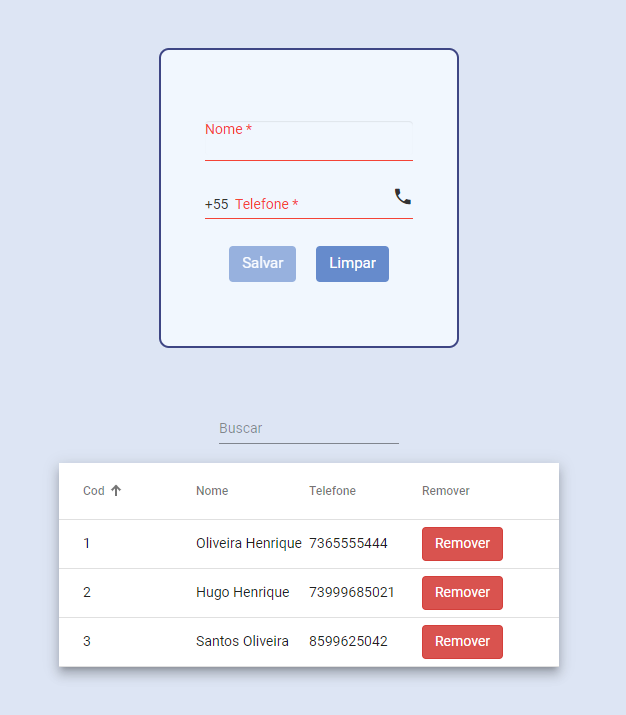 Nome *
+55 Telefone *
Salvar Limpar
Buscar
Cod Nome Telefone Remover
1 Oliveira Henrique 7365555444 Remover
2 Hugo Henrique 73999685021 Remover
3 Santos Oliveira 8599625042 Remover